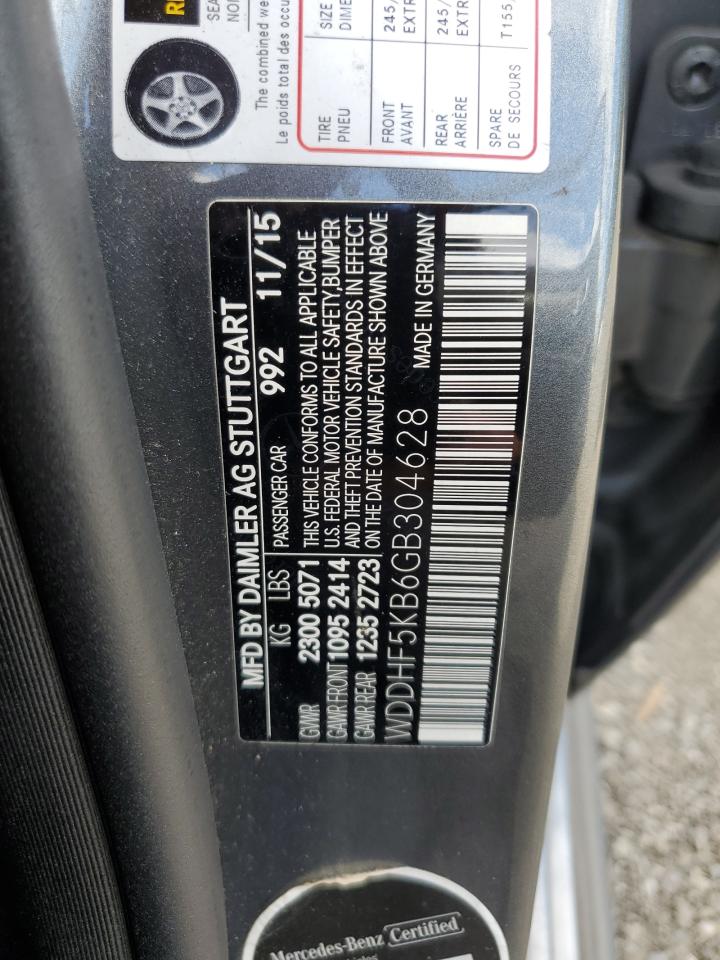 SIZE
DIME
245/
EXTR
245/
EXTR
T155
TIRE
PNEU
FRONT
AVANT
REAR
ARRIÈRE
SPARE
DE SECOURS
The combined we
Le poids total des occu
SEA
NO
MFD BY DAIMLER AG STUTTGART
KG LBS PASSENGER CAR 992 11/15
GVWR 2300 5071 THIS VEHICLE CONFORMS TO ALL APPLICABLE
GAWR FRONT 1095 2414 U.S. FEDERAL MOTOR VEHICLE SAFETY,BUMPER
GAWR REAR 1235 2723 AND THEFT PREVENTION STANDARDS IN EFFECT
ON THE DATE OF MANUFACTURE SHOWN ABOVE
WDDHF5KB6GB304628 MADE IN GERMANY
Mercedes-Benz Certified